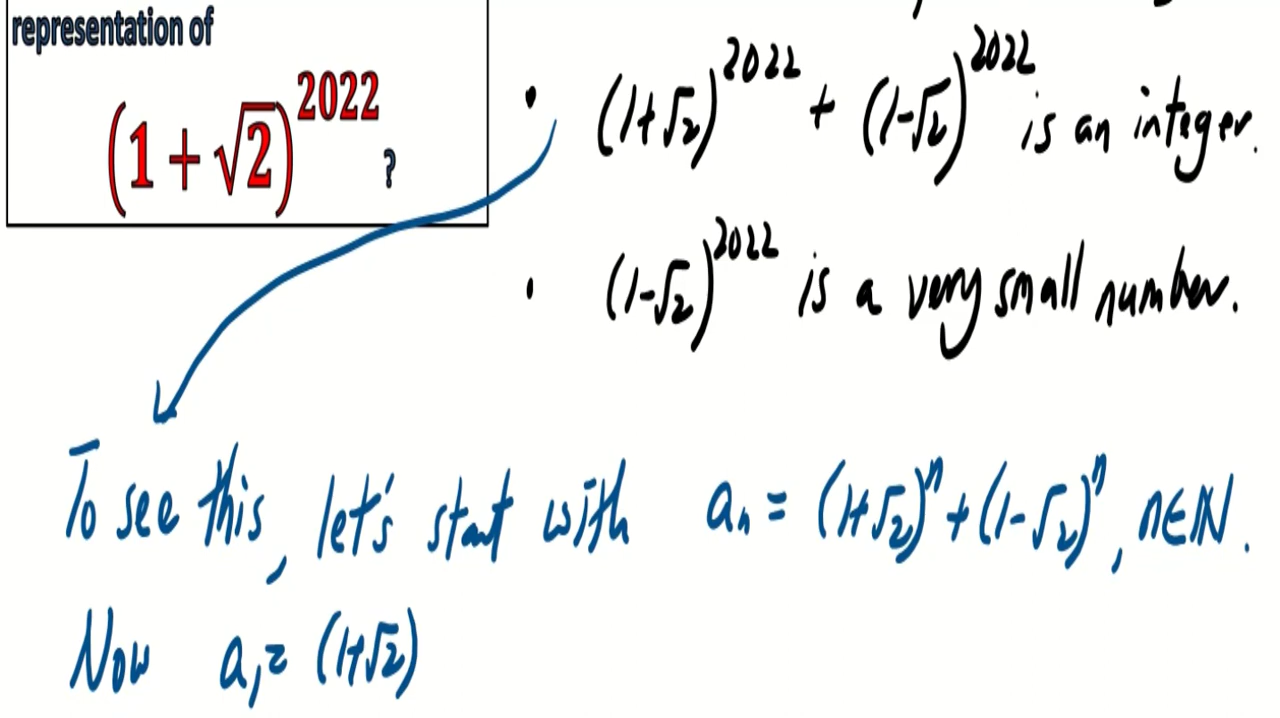 representation of
(1 + √2)^2022 ?
• (1+√2)^2022 + (1-√2)^2022 is an integer.
• (1-√2)^2022 is a very small number.
To see this, let's start with a_n = (1+√2)^n + (1-√2)^n, n∈ℕ.
Now a_1 = (1+√2)